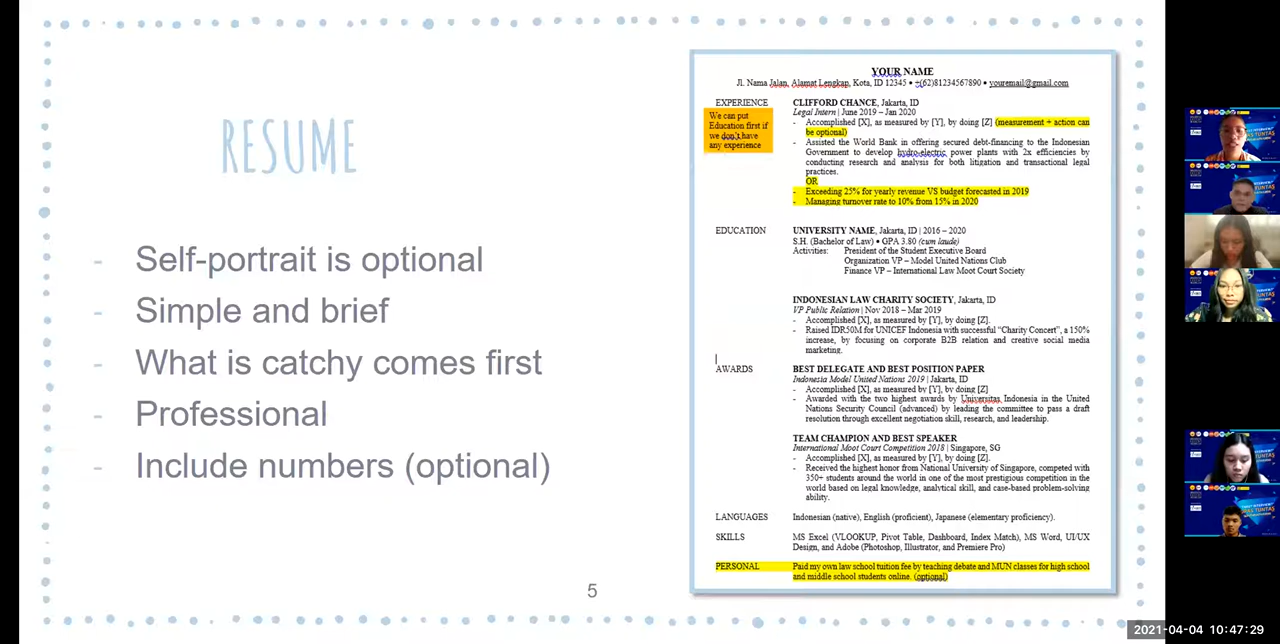 RESUME
- Self-portrait is optional
- Simple and brief
- What is catchy comes first
- Professional
- Include numbers (optional)
5
YOUR NAME
Jl. Nama Jalan, Alamat Lengkap, Kota, ID 12345 • +(62)81234567890 • youremail@gmail.com
EXPERIENCE
We can put
Education first if
we don't have
any experience
CLIFFORD CHANCE, Jakarta, ID
Legal Intern | June 2019 – Jan 2020
- Accomplished [X], as measured by [Y], by doing [Z] (measurement + action can
be optional)
- Assisted the World Bank in offering secured debt-financing to the Indonesian
Government to develop hydro-electric power plants with 2x efficiencies by
conducting research and analysis for both litigation and transactional legal
practices.
OR
- Exceeding 25% for yearly revenue VS budget forecasted in 2019
- Managing turnover rate to 10% from 15% in 2020
EDUCATION
UNIVERSITY NAME, Jakarta, ID | 2016 – 2020
S.H. (Bachelor of Law) • GPA 3.80 (cum laude)
Activities: President of the Student Executive Board
Organization VP – Model United Nations Club
Finance VP – International Law Moot Court Society
INDONESIAN LAW CHARITY SOCIETY, Jakarta, ID
VP Public Relation | Nov 2018 – Mar 2019
- Accomplished [X], as measured by [Y], by doing [Z].
- Raised IDR50M for UNICEF Indonesia with successful “Charity Concert”, a 150%
increase, by focusing on corporate B2B relation and creative social media
marketing.
AWARDS
BEST DELEGATE AND BEST POSITION PAPER
Indonesia Model United Nations 2019 | Jakarta, ID
- Accomplished [X], as measured by [Y], by doing [Z]
- Awarded with the two highest awards by Universitas Indonesia in the United
Nations Security Council (advanced) by leading the committee to pass a draft
resolution through excellent negotiation skill, research, and leadership.
TEAM CHAMPION AND BEST SPEAKER
International Moot Court Competition 2018 | Singapore, SG
- Accomplished [X], as measured by [Y], by doing [Z].
- Received the highest honor from National University of Singapore, competed with
350+ students around the world in one of the most prestigious competition in the
world based on legal knowledge, analytical skill, and case-based problem-solving
ability.
LANGUAGES
Indonesian (native), English (proficient), Japanese (elementary proficiency).
SKILLS
MS Excel (VLOOKUP, Pivot Table, Dashboard, Index Match), MS Word, UI/UX
Design, and Adobe (Photoshop, Illustrator, and Premiere Pro)
PERSONAL
Paid my own law school tuition fee by teaching debate and MUN classes for high school
and middle school students online. (optional)
2021-04-04 10:47:29